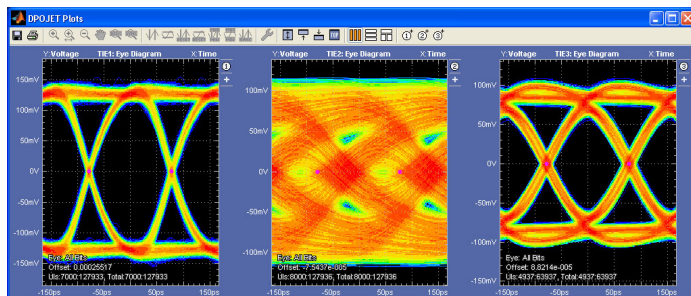 DPOJET Plots
Y:Voltage TIE1: Eye Diagram X:Time
150mV
100mV
50mV
0V
-50mV
-100mV
-150mV
Eye: All Bits
Offset: 0.00025517
UIs:7000:127933, Total:7000:127933
-150ps -50ps 50ps 150ps
1
Y:Voltage TIE2: Eye Diagram X:Time
100mV
50mV
0V
-50mV
-100mV
Eye: All Bits
Offset: -7.5437e-005
UIs:8000:127936, Total:8000:127936
-150ps -50ps 50ps 150ps
2
Y:Voltage TIE3: Eye Diagram X:Time
100mV
50mV
0V
-50mV
-100mV
-150mV
Eye: All Bits
Offset: 8.8214e-005
UIs:4937:63937, Total:4937:63937
-150ps -50ps 50ps 150ps
3